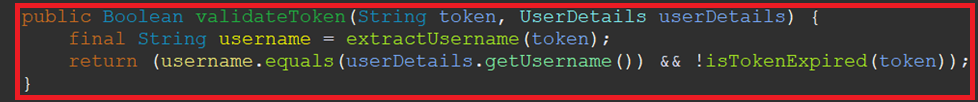 public Boolean validateToken(String token, UserDetails userDetails) {
    final String username = extractUsername(token);
    return (username.equals(userDetails.getUsername()) && !isTokenExpired(token));
}